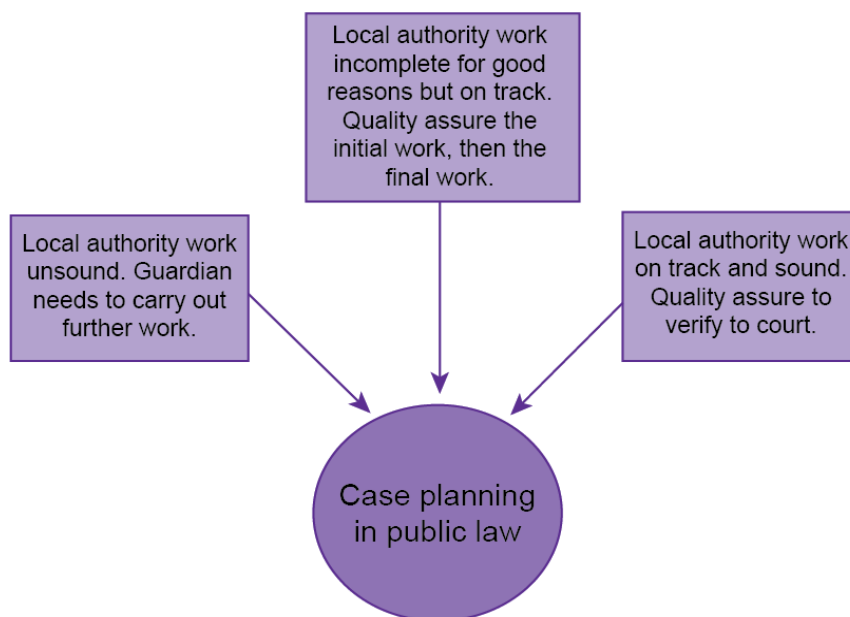 Local authority work
incomplete for good
reasons but on track.
Quality assure the
initial work, then the
final work.
Local authority work
unsound. Guardian
needs to carry out
further work.
Local authority work
on track and sound.
Quality assure to
verify to court.
Case planning
in public law